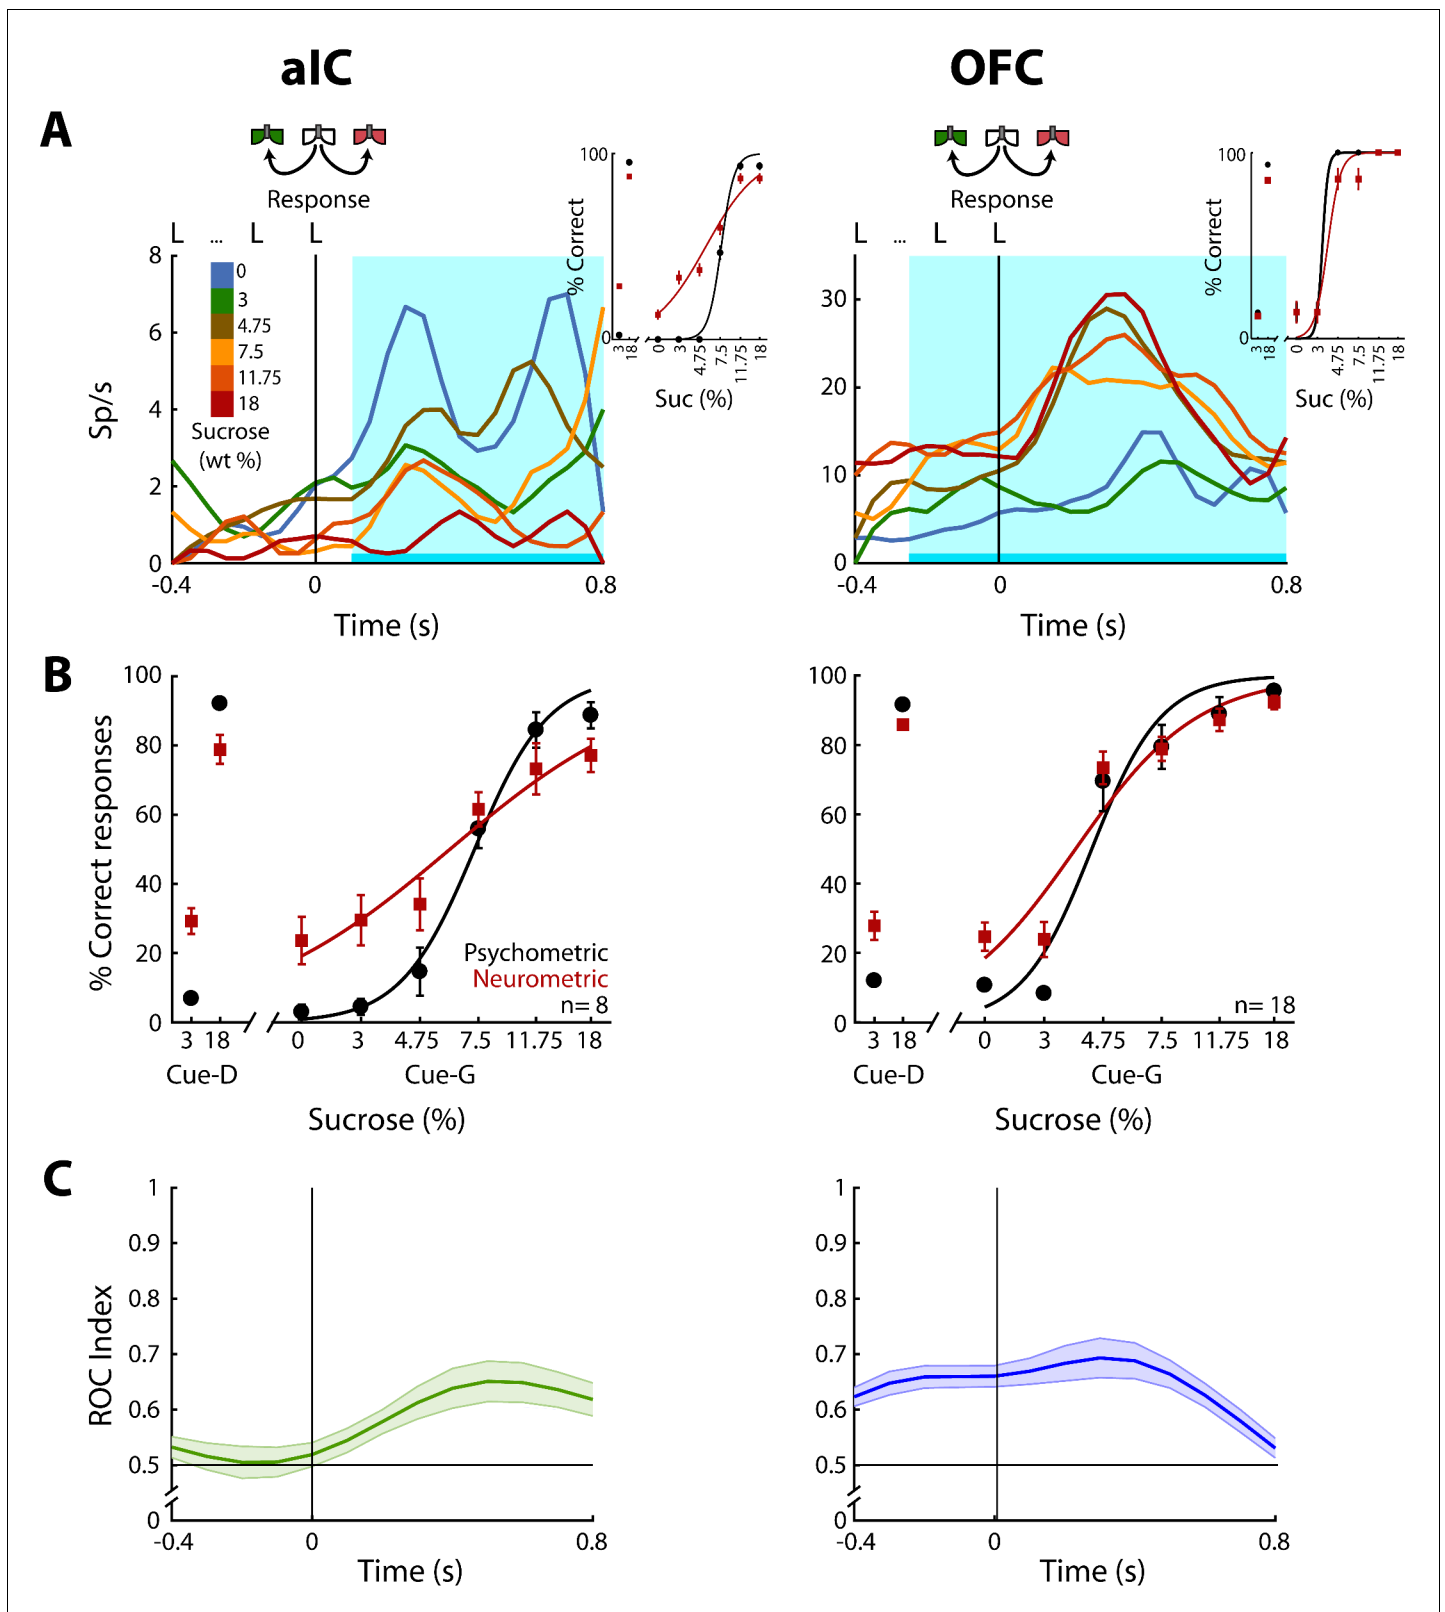 aIC
OFC
A
Response
L ... L L
8
6
4
2
0
Sp/s
0
3
4.75
7.5
11.75
18
Sucrose
(wt %)
-0.4 0 0.8
Time (s)
100
0
% Correct
3 18 0 3 4.75 7.5 11.75 18
Suc (%)
Response
L ... L L
30
20
10
0
-0.4 0 0.8
Time (s)
100
0
% Correct
3 18 0 3 4.75 7.5 11.75 18
Suc (%)
B
100
80
60
40
20
0
% Correct responses
Psychometric
Neurometric
n= 8
3 18 0 3 4.75 7.5 11.75 18
Cue-D Cue-G
Sucrose (%)
100
80
60
40
20
0
n= 18
3 18 0 3 4.75 7.5 11.75 18
Cue-D Cue-G
Sucrose (%)
C
1
0.9
0.8
0.7
0.6
0.5
0
ROC Index
-0.4 0 0.8
Time (s)
1
0.9
0.8
0.7
0.6
0.5
0
-0.4 0 0.8
Time (s)